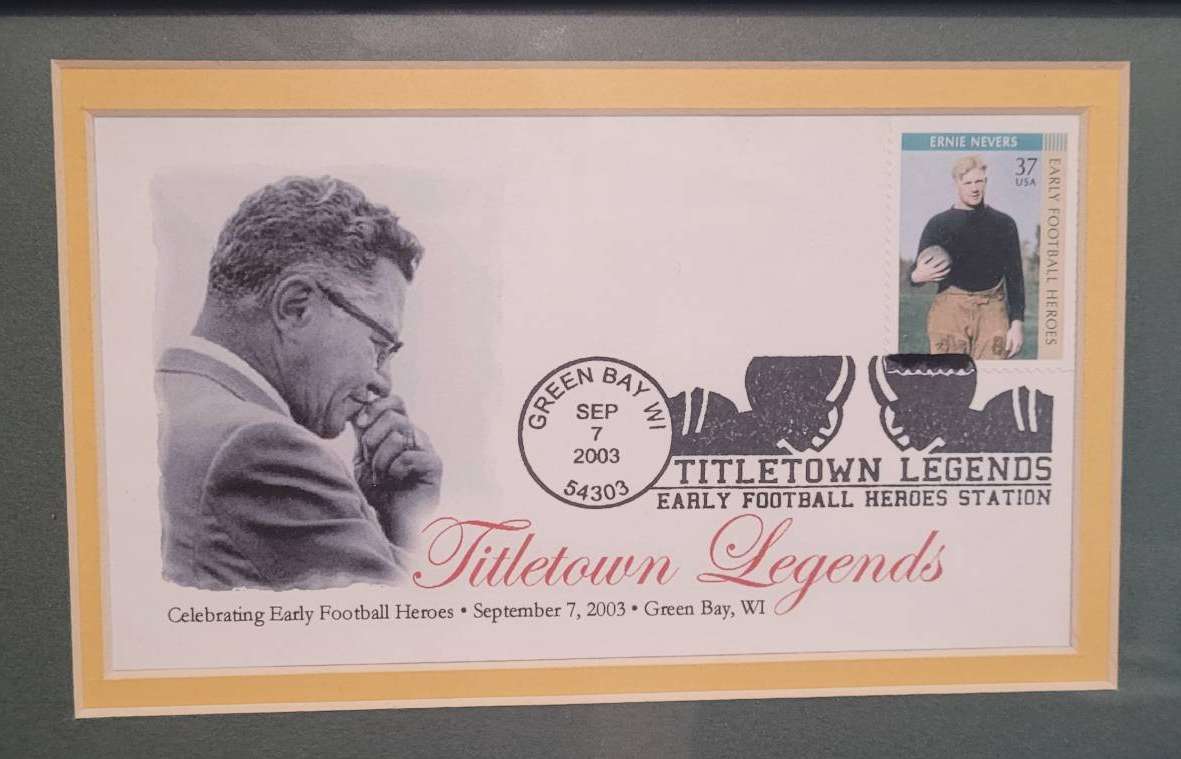 ERNIE NEVERS
37
USA
EARLY FOOTBALL HEROES
GREEN BAY WI
SEP
7
2003
54303
TITLETOWN LEGENDS
EARLY FOOTBALL HEROES STATION
Titletown Legends
Celebrating Early Football Heroes • September 7, 2003 • Green Bay, WI